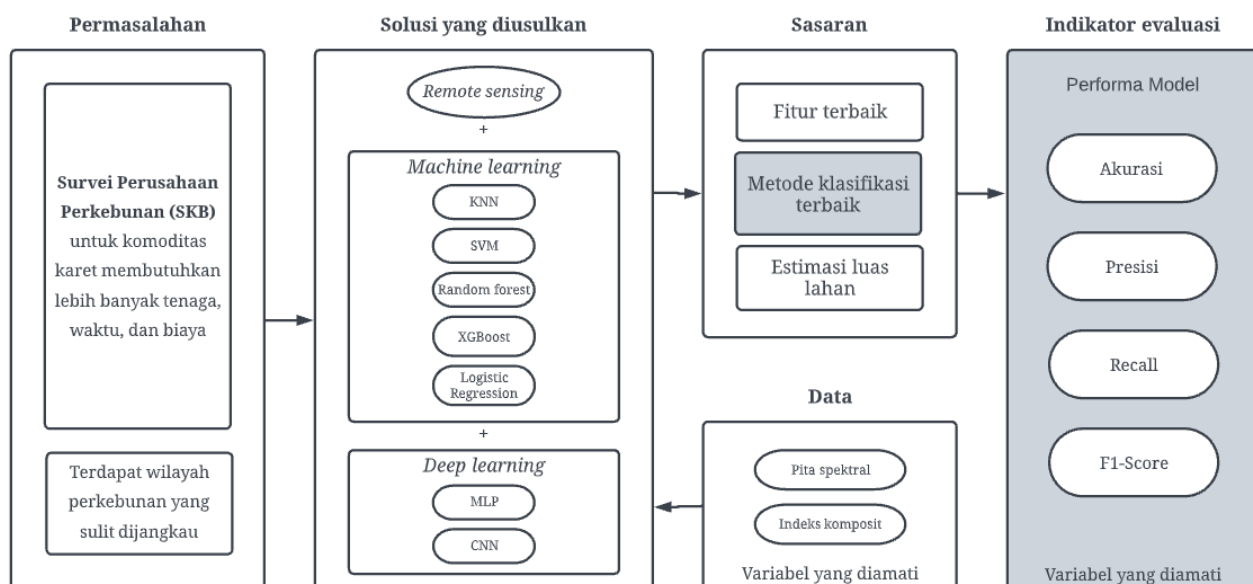 Permasalahan
Survei Perusahaan
Perkebunan (SKB)
untuk komoditas
karet membutuhkan
lebih banyak tenaga,
waktu, dan biaya
Terdapat wilayah
perkebunan yang
sulit dijangkau
Solusi yang diusulkan
Remote sensing
+
Machine learning
KNN
SVM
Random forest
XGBoost
Logistic
Regression
+
Deep learning
MLP
CNN
Sasaran
Fitur terbaik
Metode klasifikasi
terbaik
Estimasi luas
lahan
Data
Pita spektral
Indeks komposit
Variabel yang diamati
Indikator evaluasi
Performa Model
Akurasi
Presisi
Recall
F1-Score
Variabel yang diamati